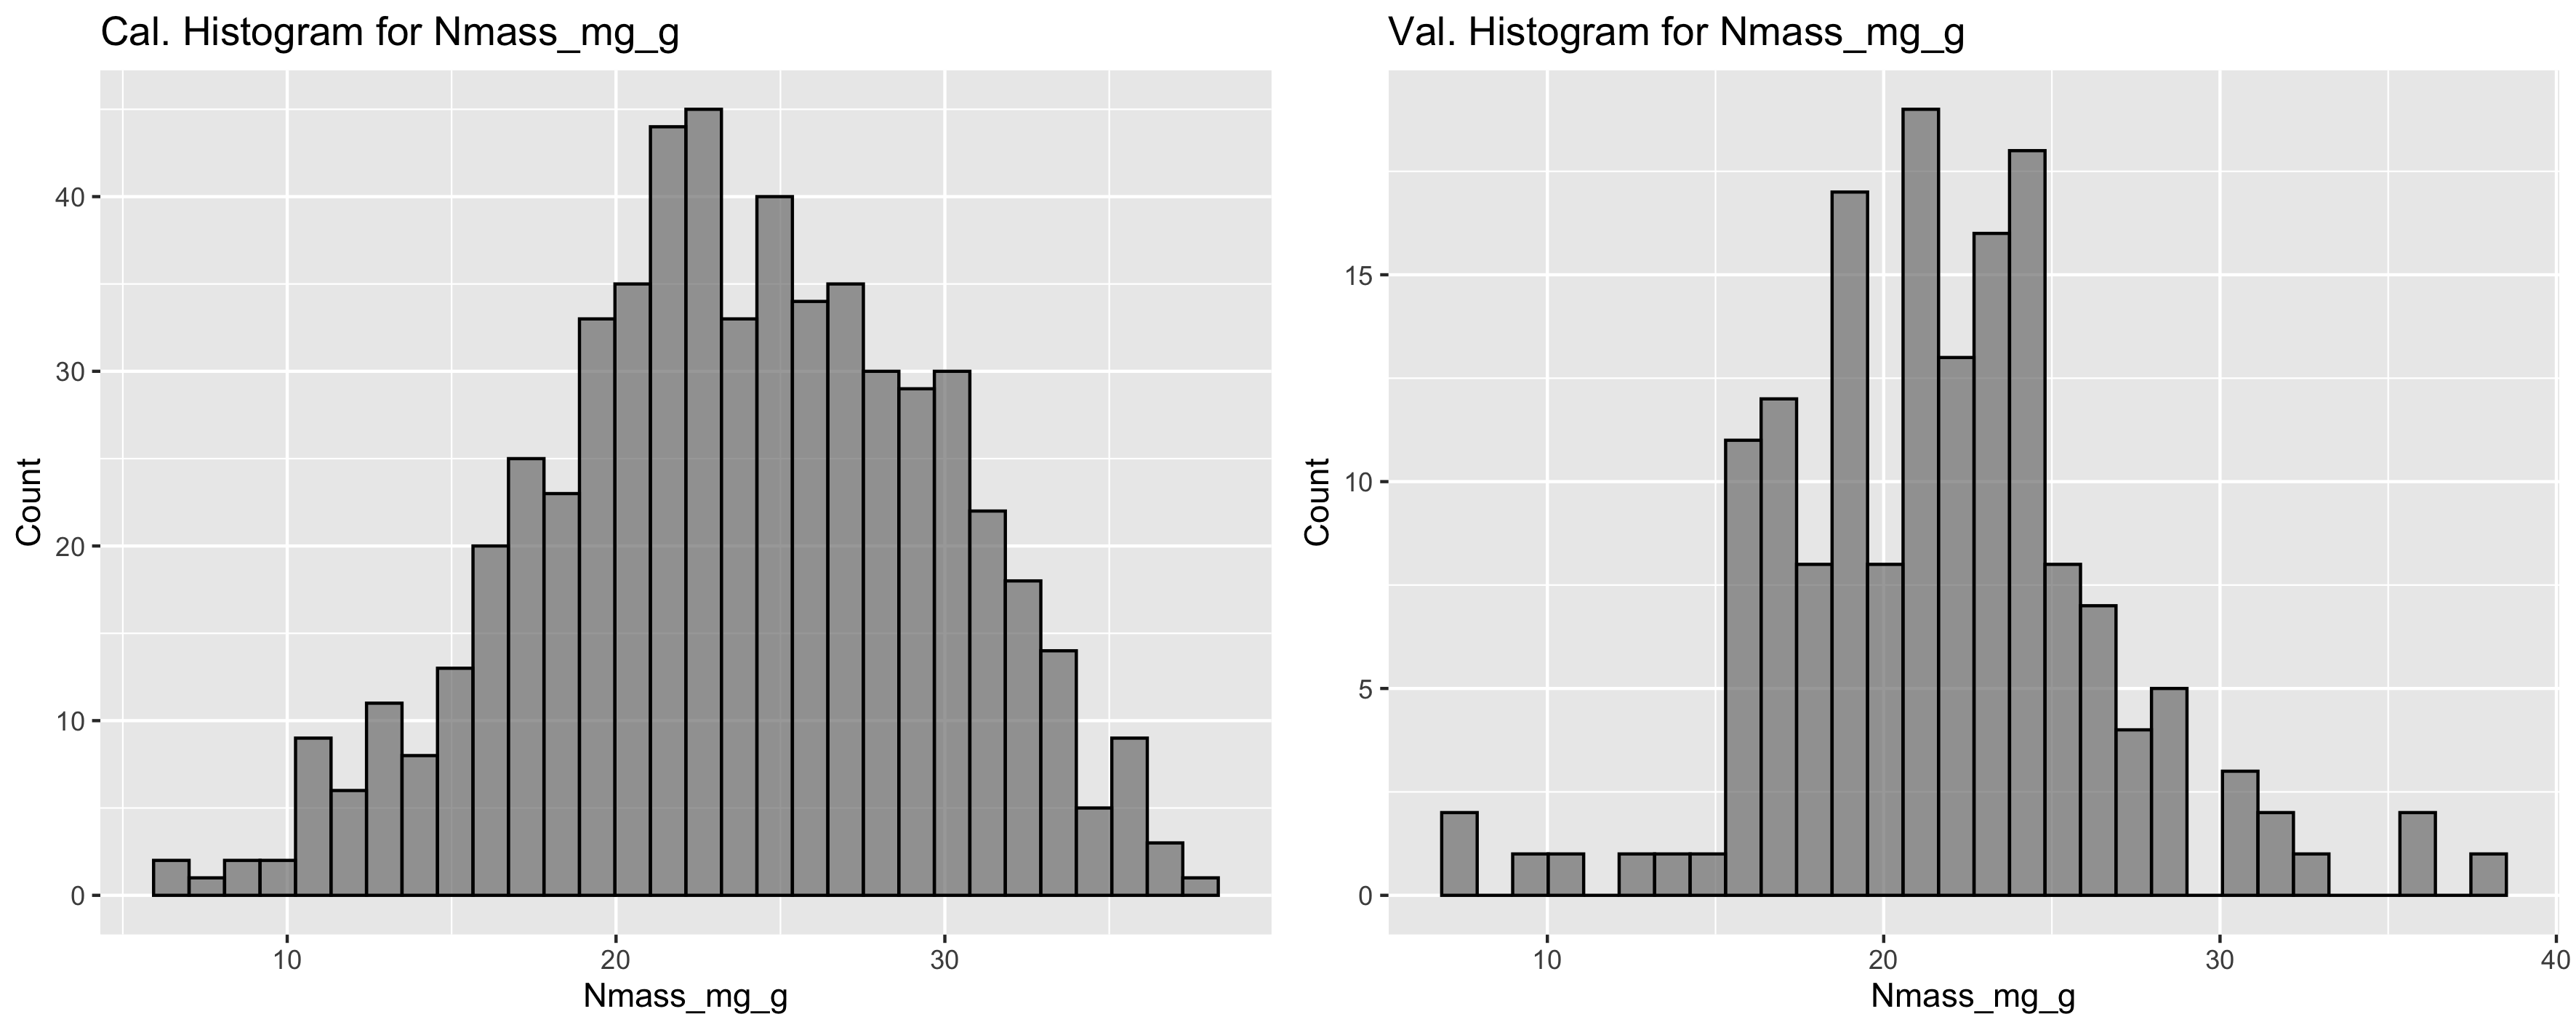 Cal. Histogram for Nmass_mg_g
40
30
20
10
0
Count
10 20 30
Nmass_mg_g
Val. Histogram for Nmass_mg_g
15
10
5
0
Count
10 20 30 40
Nmass_mg_g